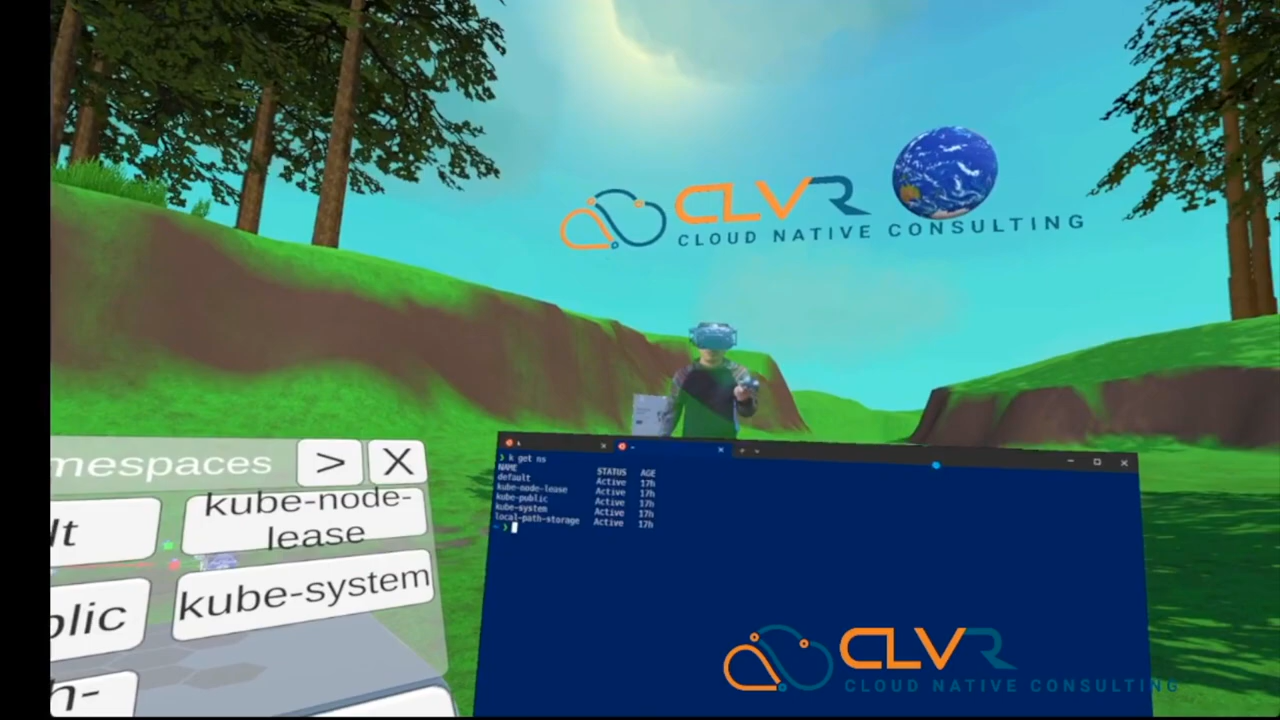 CLVR
CLOUD NATIVE CONSULTING
mespaces > X
lt
kube-node-
lease
blic
kube-system
h-
> k get ns
NAME STATUS AGE
default Active 17h
kube-node-lease Active 17h
kube-public Active 17h
kube-system Active 17h
local-path-storage Active 17h
~ >
CLVR
CLOUD NATIVE CONSULTING